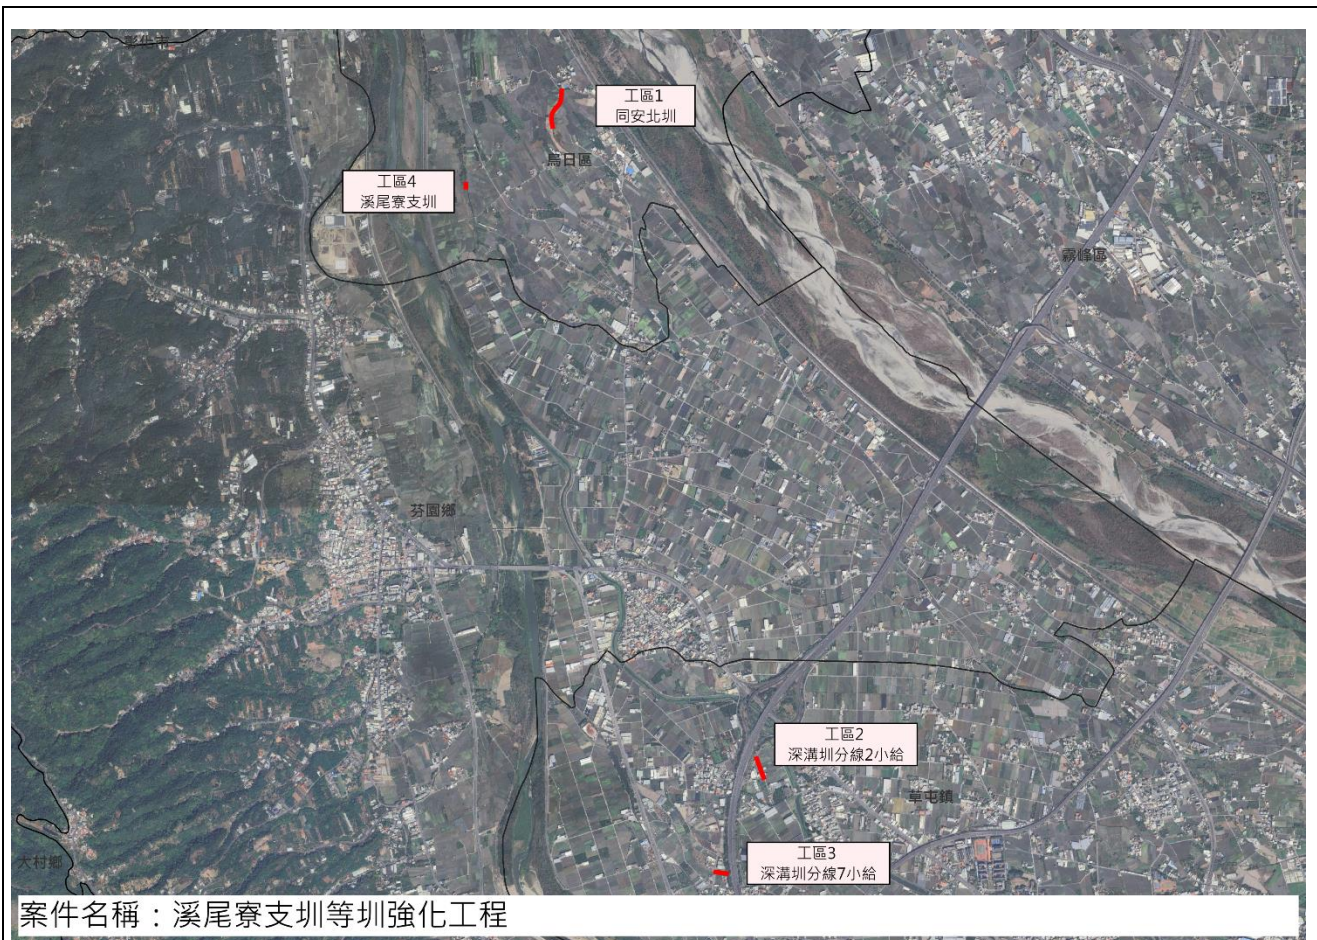 彰化市
工區1
同安北圳
烏日區
工區4
溪尾寮支圳
霧峰區
芬園鄉
工區2
深溝圳分線2小給
草屯鎮
工區3
深溝圳分線7小給
大村鄉
案件名稱：溪尾寮支圳等圳強化工程